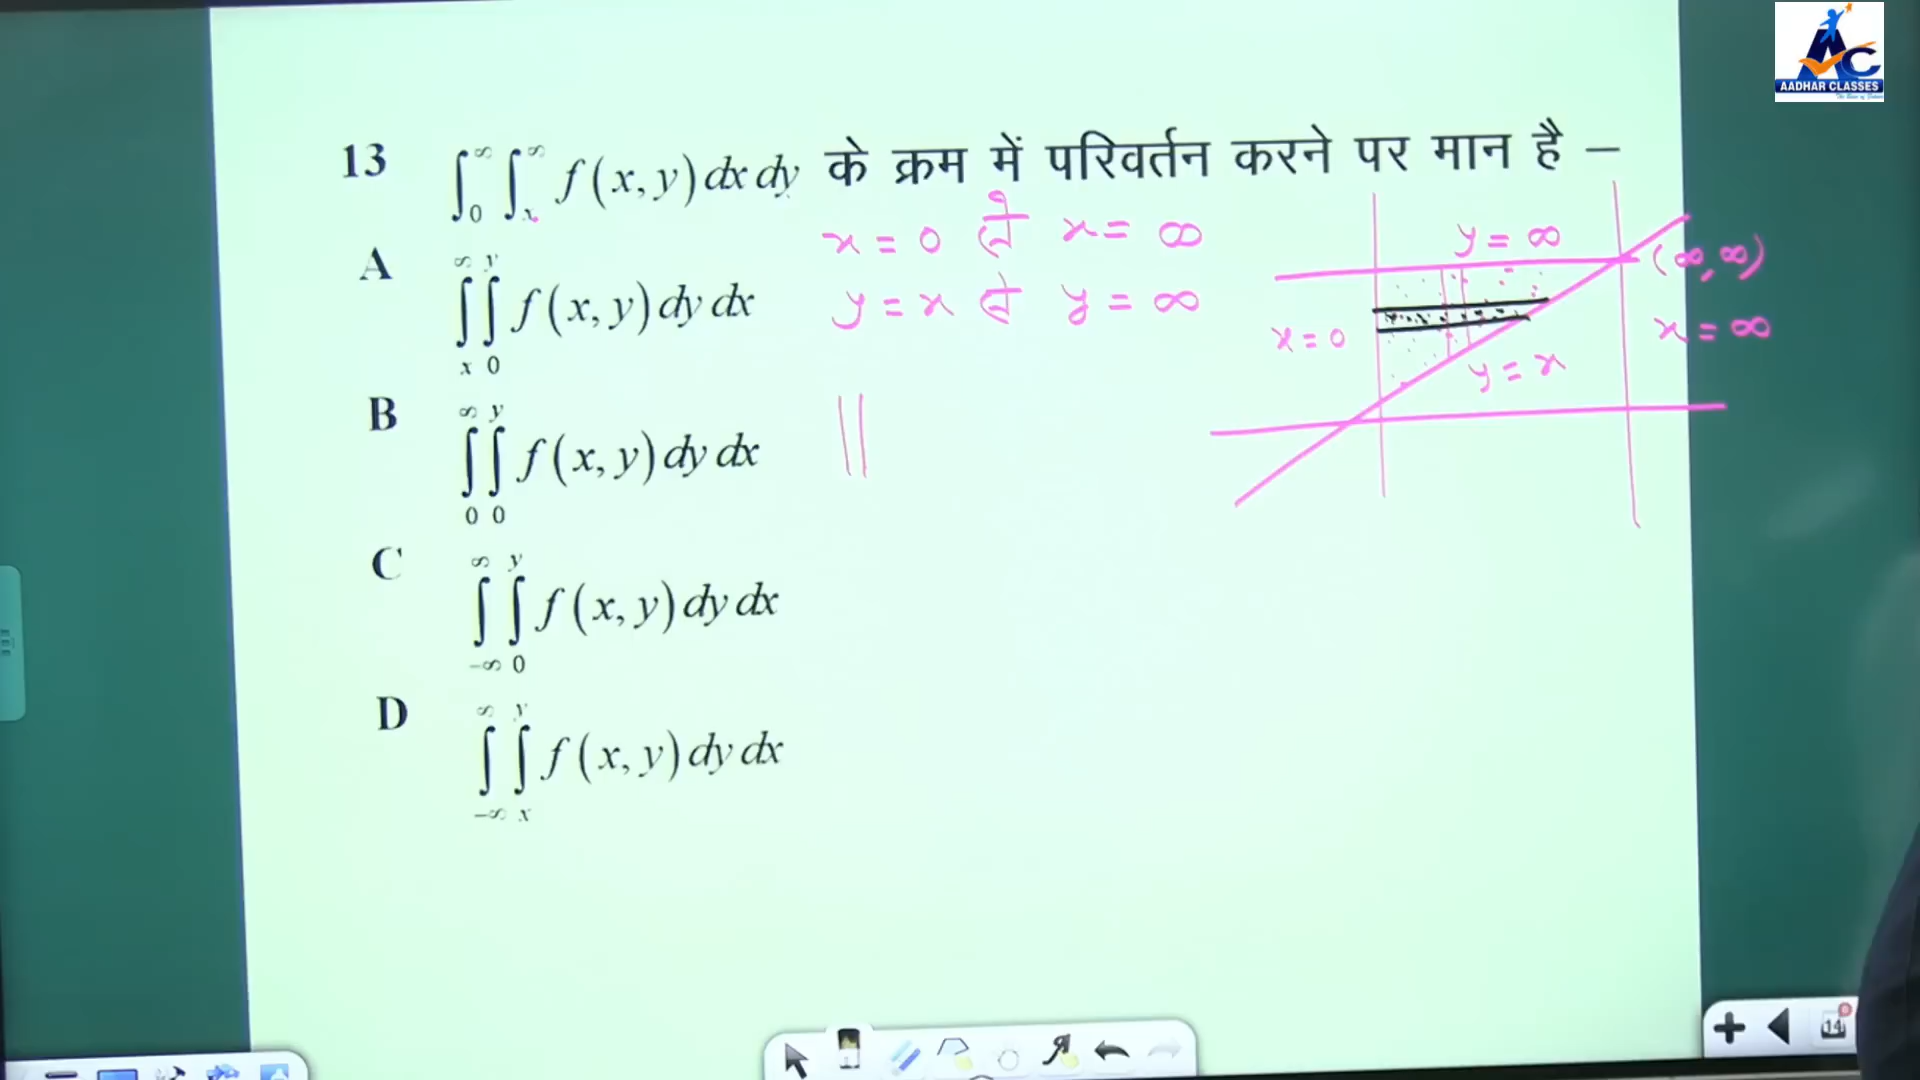 AADHAR CLASSES
13 ∫₀^∞ ∫ₓ^∞ f(x,y) dx dy के क्रम में परिवर्तन करने पर मान है –
x = 0 से x = ∞
y = x से y = ∞
A ∫ₓ^∞ ∫₀^y f(x,y) dy dx
B ∫₀^∞ ∫₀^y f(x,y) dy dx
C ∫₋∞^∞ ∫₀^y f(x,y) dy dx
D ∫₋∞^∞ ∫ₓ^y f(x,y) dy dx
y = ∞
(∞,∞)
x = 0
x = ∞
y = x
14